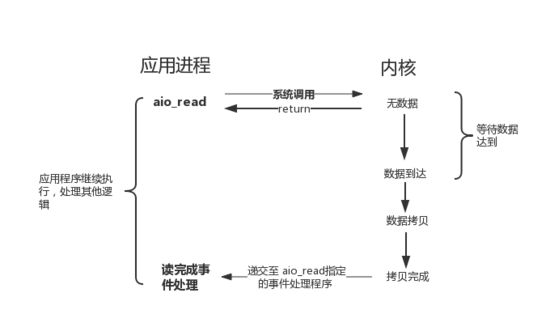 应用进程
内核
aio_read
系统调用
return
无数据
等待数据
达到
数据到达
应用程序继续执
行，处理其他逻
辑
数据拷贝
读完成事
件处理
递交至 aio_read指定
的事件处理程序
拷贝完成